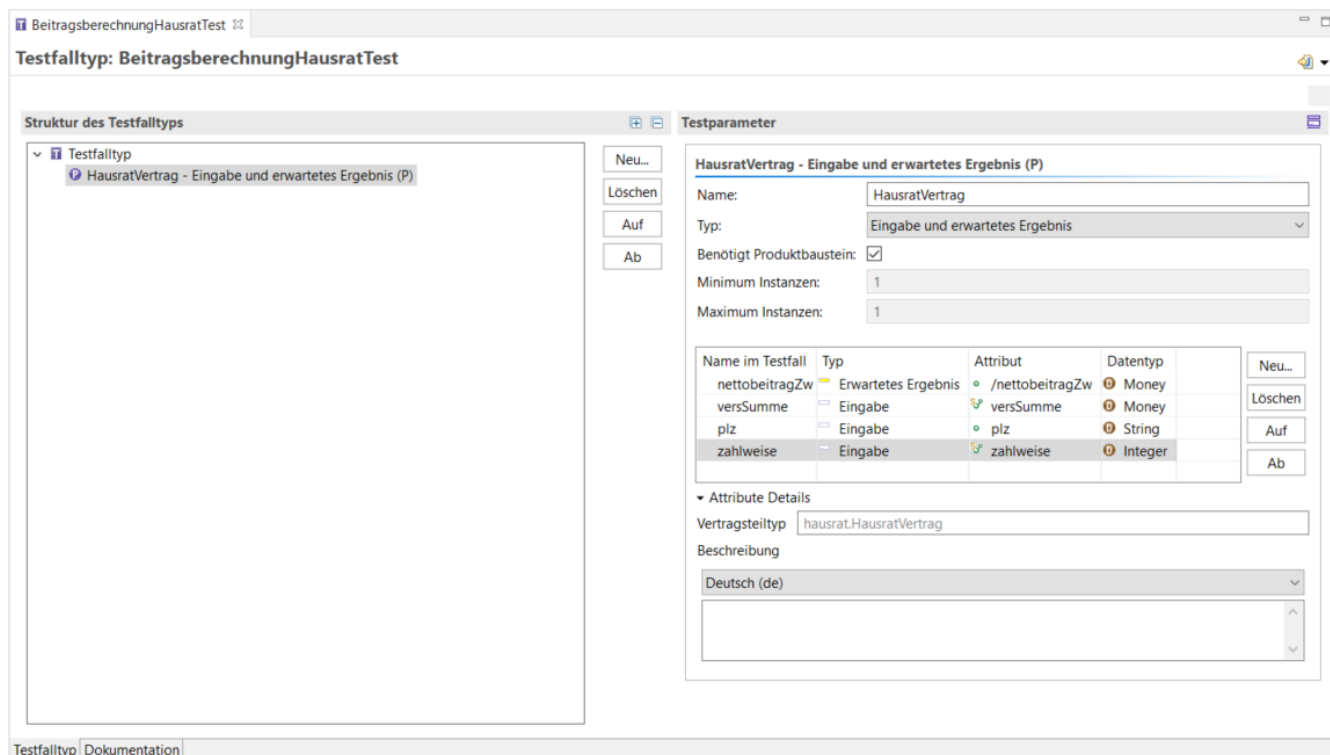 BeitragsberechnungHausratTest
Testfalltyp: BeitragsberechnungHausratTest
Struktur des Testfalltyps
Testfalltyp
HausratVertrag - Eingabe und erwartetes Ergebnis (P)
Neu...
Löschen
Auf
Ab
Testparameter
HausratVertrag - Eingabe und erwartetes Ergebnis (P)
Name: HausratVertrag
Typ: Eingabe und erwartetes Ergebnis
Benötigt Produktbaustein:
Minimum Instanzen: 1
Maximum Instanzen: 1
Name im Testfall Typ Attribut Datentyp
nettobeitragZw Erwartetes Ergebnis /nettobeitragZw Money
versSumme Eingabe versSumme Money
plz Eingabe plz String
zahlweise Eingabe zahlweise Integer
Neu...
Löschen
Auf
Ab
Attribute Details
Vertragsteiltyp hausrat.HausratVertrag
Beschreibung
Deutsch (de)
Testfalltyp Dokumentation